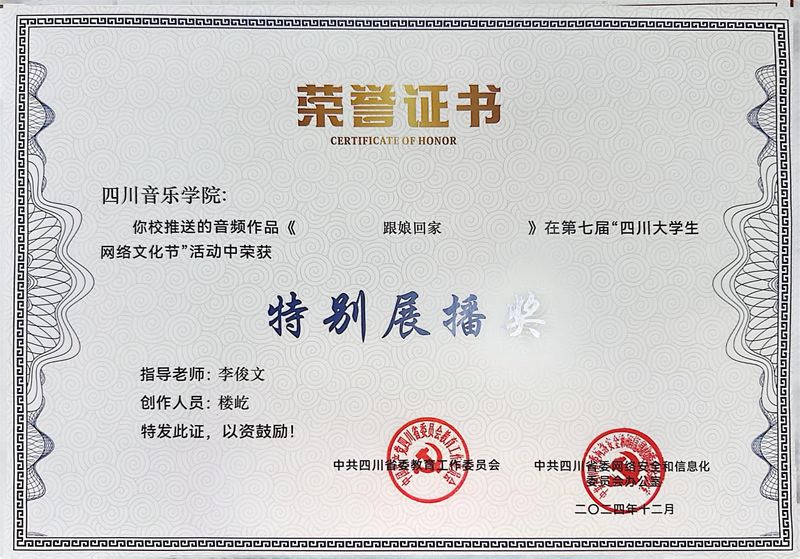 荣誉证书
CERTIFICATE OF HONOR
四川音乐学院:
你校推送的音频作品《 跟娘回家 》在第七届“四川大学生
网络文化节”活动中荣获
特别展播奖
指导老师: 李俊文
创作人员: 楼屹
特发此证, 以资鼓励!
中共四川省委教育工作委员会
中共四川省委网络安全和信息化
委员会办公室
二〇二四年十二月